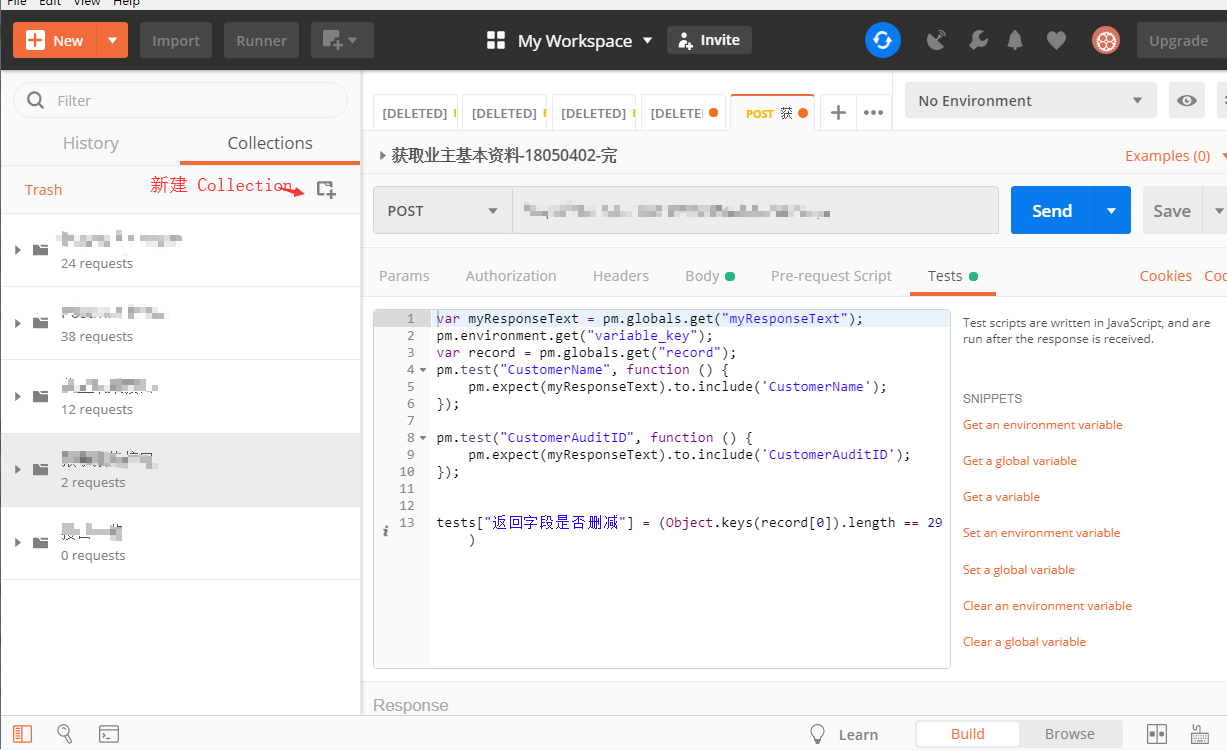 File Edit View Help
New Import Runner My Workspace Invite Upgrade
Filter
[DELETED] [DELETED] [DELETED] [DELETE POST 获 No Environment
History Collections
获取业主基本资料-18050402-完 Examples (0)
Trash 新建 Collection
POST Send Save
24 requests
Params Authorization Headers Body Pre-request Script Tests Cookies Coo
38 requests
12 requests
2 requests
0 requests
1 var myResponseText = pm.globals.get("myResponseText");
2 pm.environment.get("variable_key");
3 var record = pm.globals.get("record");
4 pm.test("CustomerName", function () {
5 pm.expect(myResponseText).to.include('CustomerName');
6 });
7
8 pm.test("CustomerAuditID", function () {
9 pm.expect(myResponseText).to.include('CustomerAuditID');
10 });
11
12
13 tests["返回字段是否删减"] = (Object.keys(record[0]).length == 29
)
Test scripts are written in JavaScript, and are
run after the response is received.
SNIPPETS
Get an environment variable
Get a global variable
Get a variable
Set an environment variable
Set a global variable
Clear an environment variable
Clear a global variable
Response
Learn Build Browse